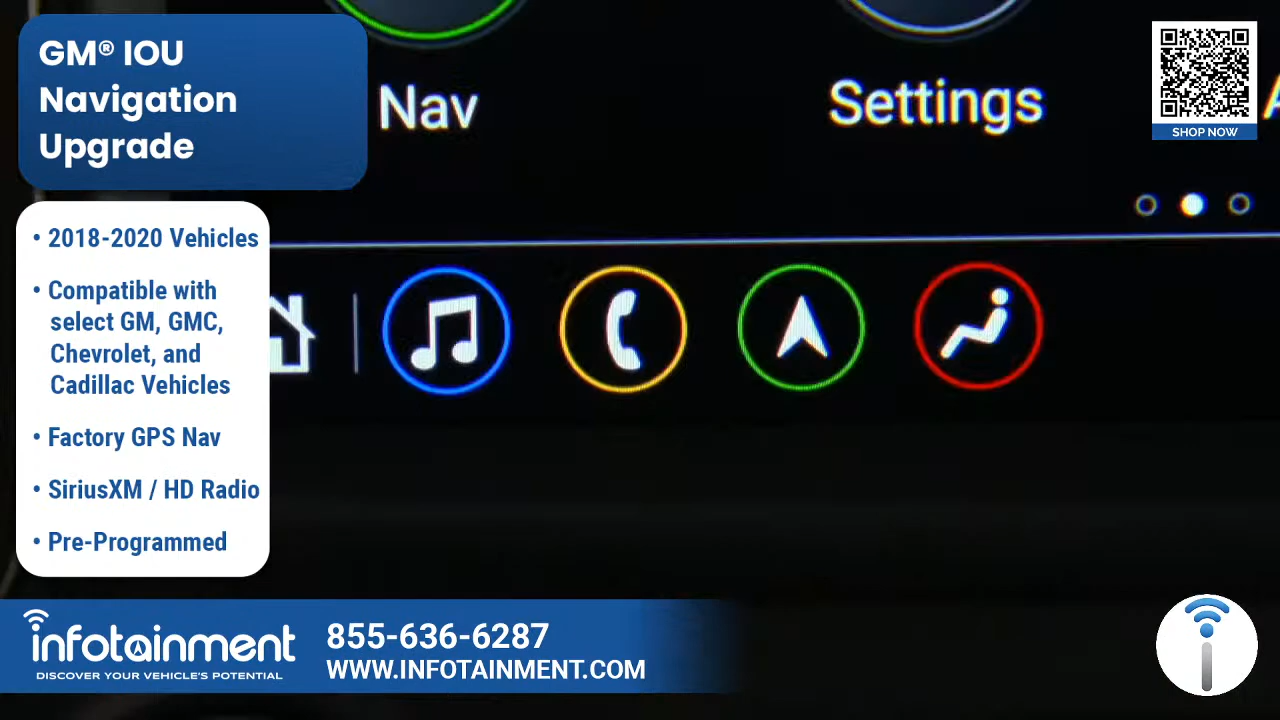 GM® IOU
Navigation
Upgrade
Nav
Settings
SHOP NOW
• 2018-2020 Vehicles
• Compatible with
select GM, GMC,
Chevrolet, and
Cadillac Vehicles
• Factory GPS Nav
• SiriusXM / HD Radio
• Pre-Programmed
infotainment
DISCOVER YOUR VEHICLE'S POTENTIAL
855-636-6287
WWW.INFOTAINMENT.COM